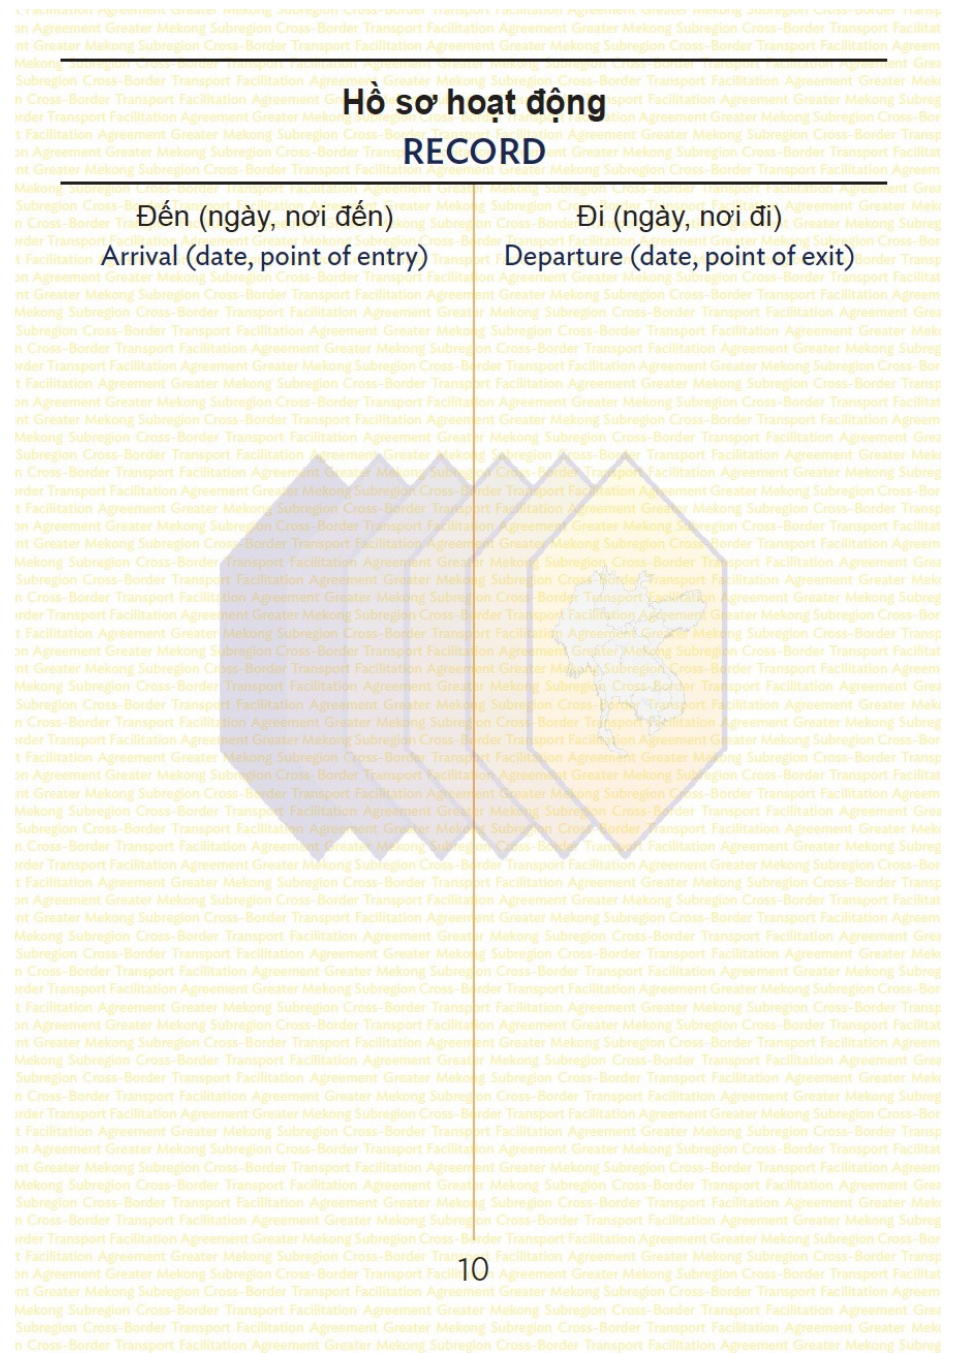 Hồ sơ hoạt động
RECORD
Đến (ngày, nơi đến)
Arrival (date, point of entry)
Đi (ngày, nơi đi)
Departure (date, point of exit)
10